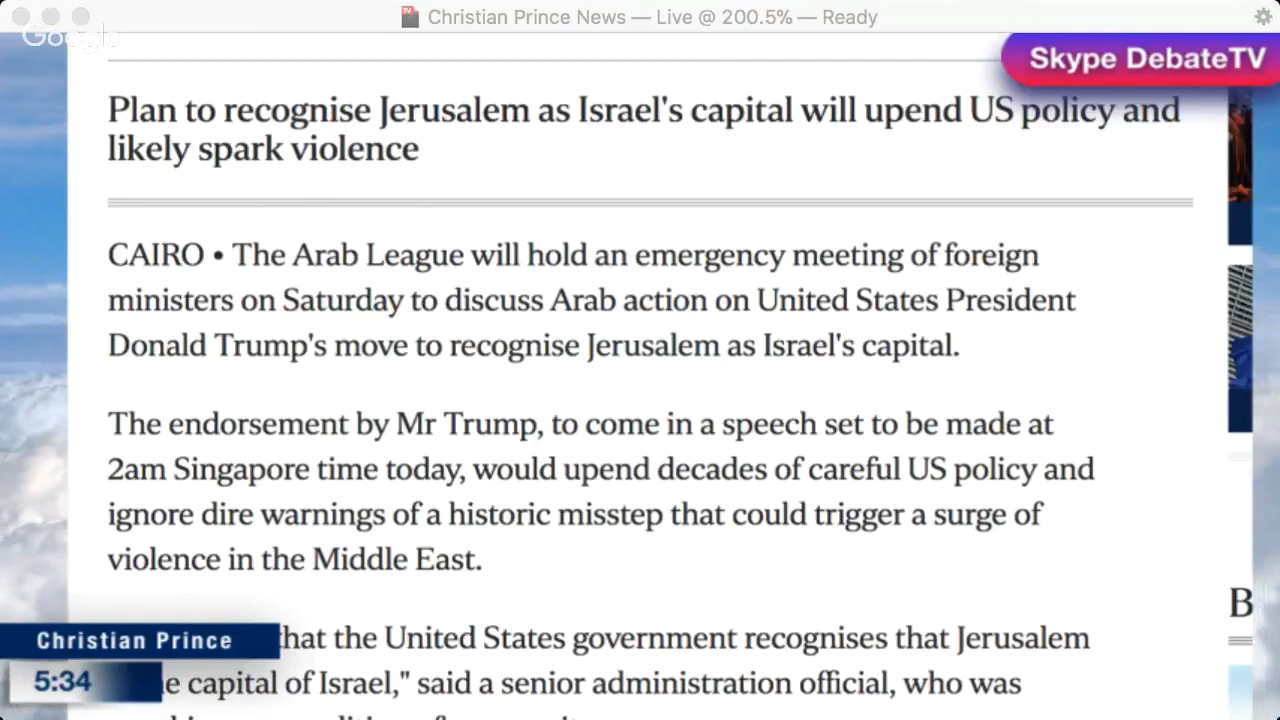 Christian Prince News — Live @ 200.5% — Ready
Google
Skype DebateTV
Plan to recognise Jerusalem as Israel's capital will upend US policy and
likely spark violence
CAIRO • The Arab League will hold an emergency meeting of foreign
ministers on Saturday to discuss Arab action on United States President
Donald Trump's move to recognise Jerusalem as Israel's capital.
The endorsement by Mr Trump, to come in a speech set to be made at
2am Singapore time today, would upend decades of careful US policy and
ignore dire warnings of a historic misstep that could trigger a surge of
violence in the Middle East.
B
Christian Prince
that the United States government recognises that Jerusalem
5:34
capital of Israel," said a senior administration official, who was